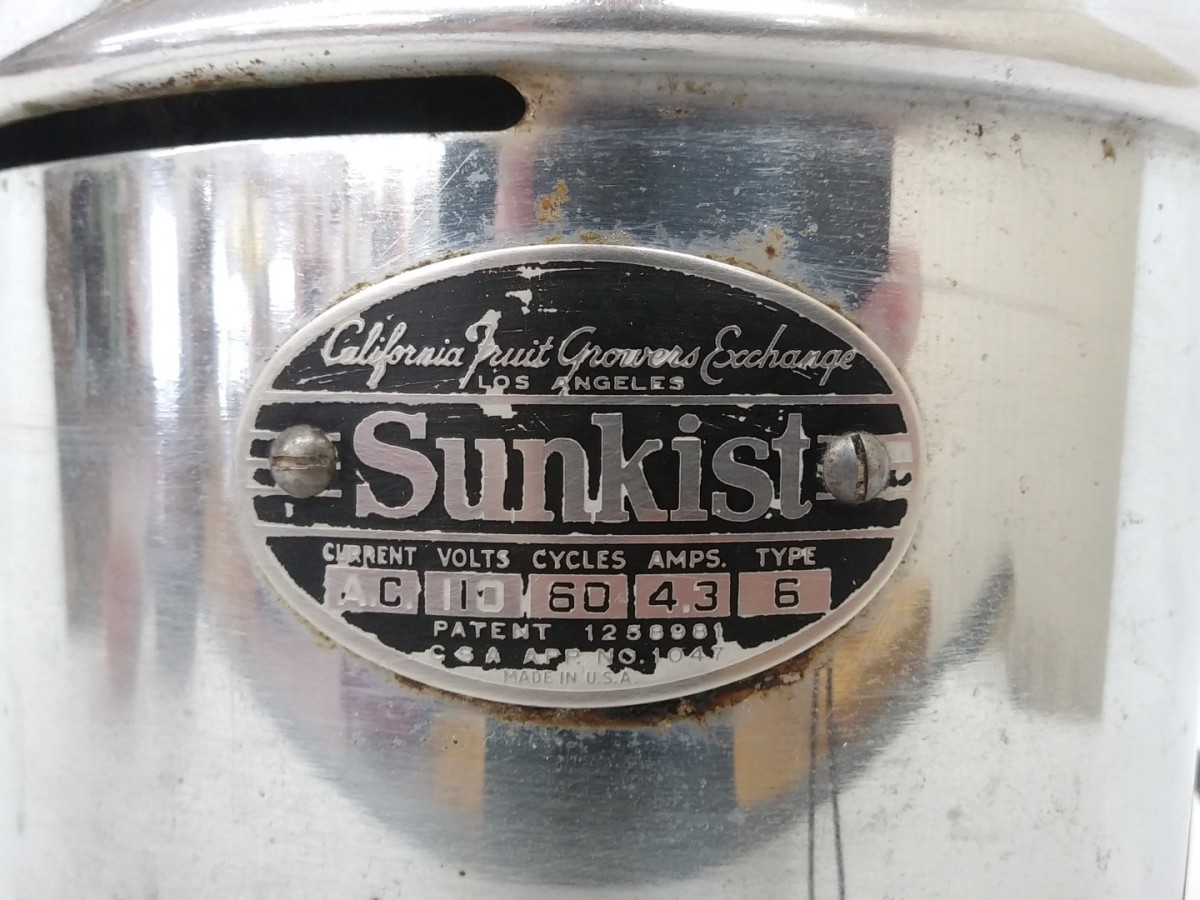 California Fruit Growers Exchange
LOS ANGELES
Sunkist
CURRENT VOLTS CYCLES AMPS. TYPE
A.C. 110 60 4.3 6
PATENT 1258981
CSA APP. NO. 1047
MADE IN U.S.A.